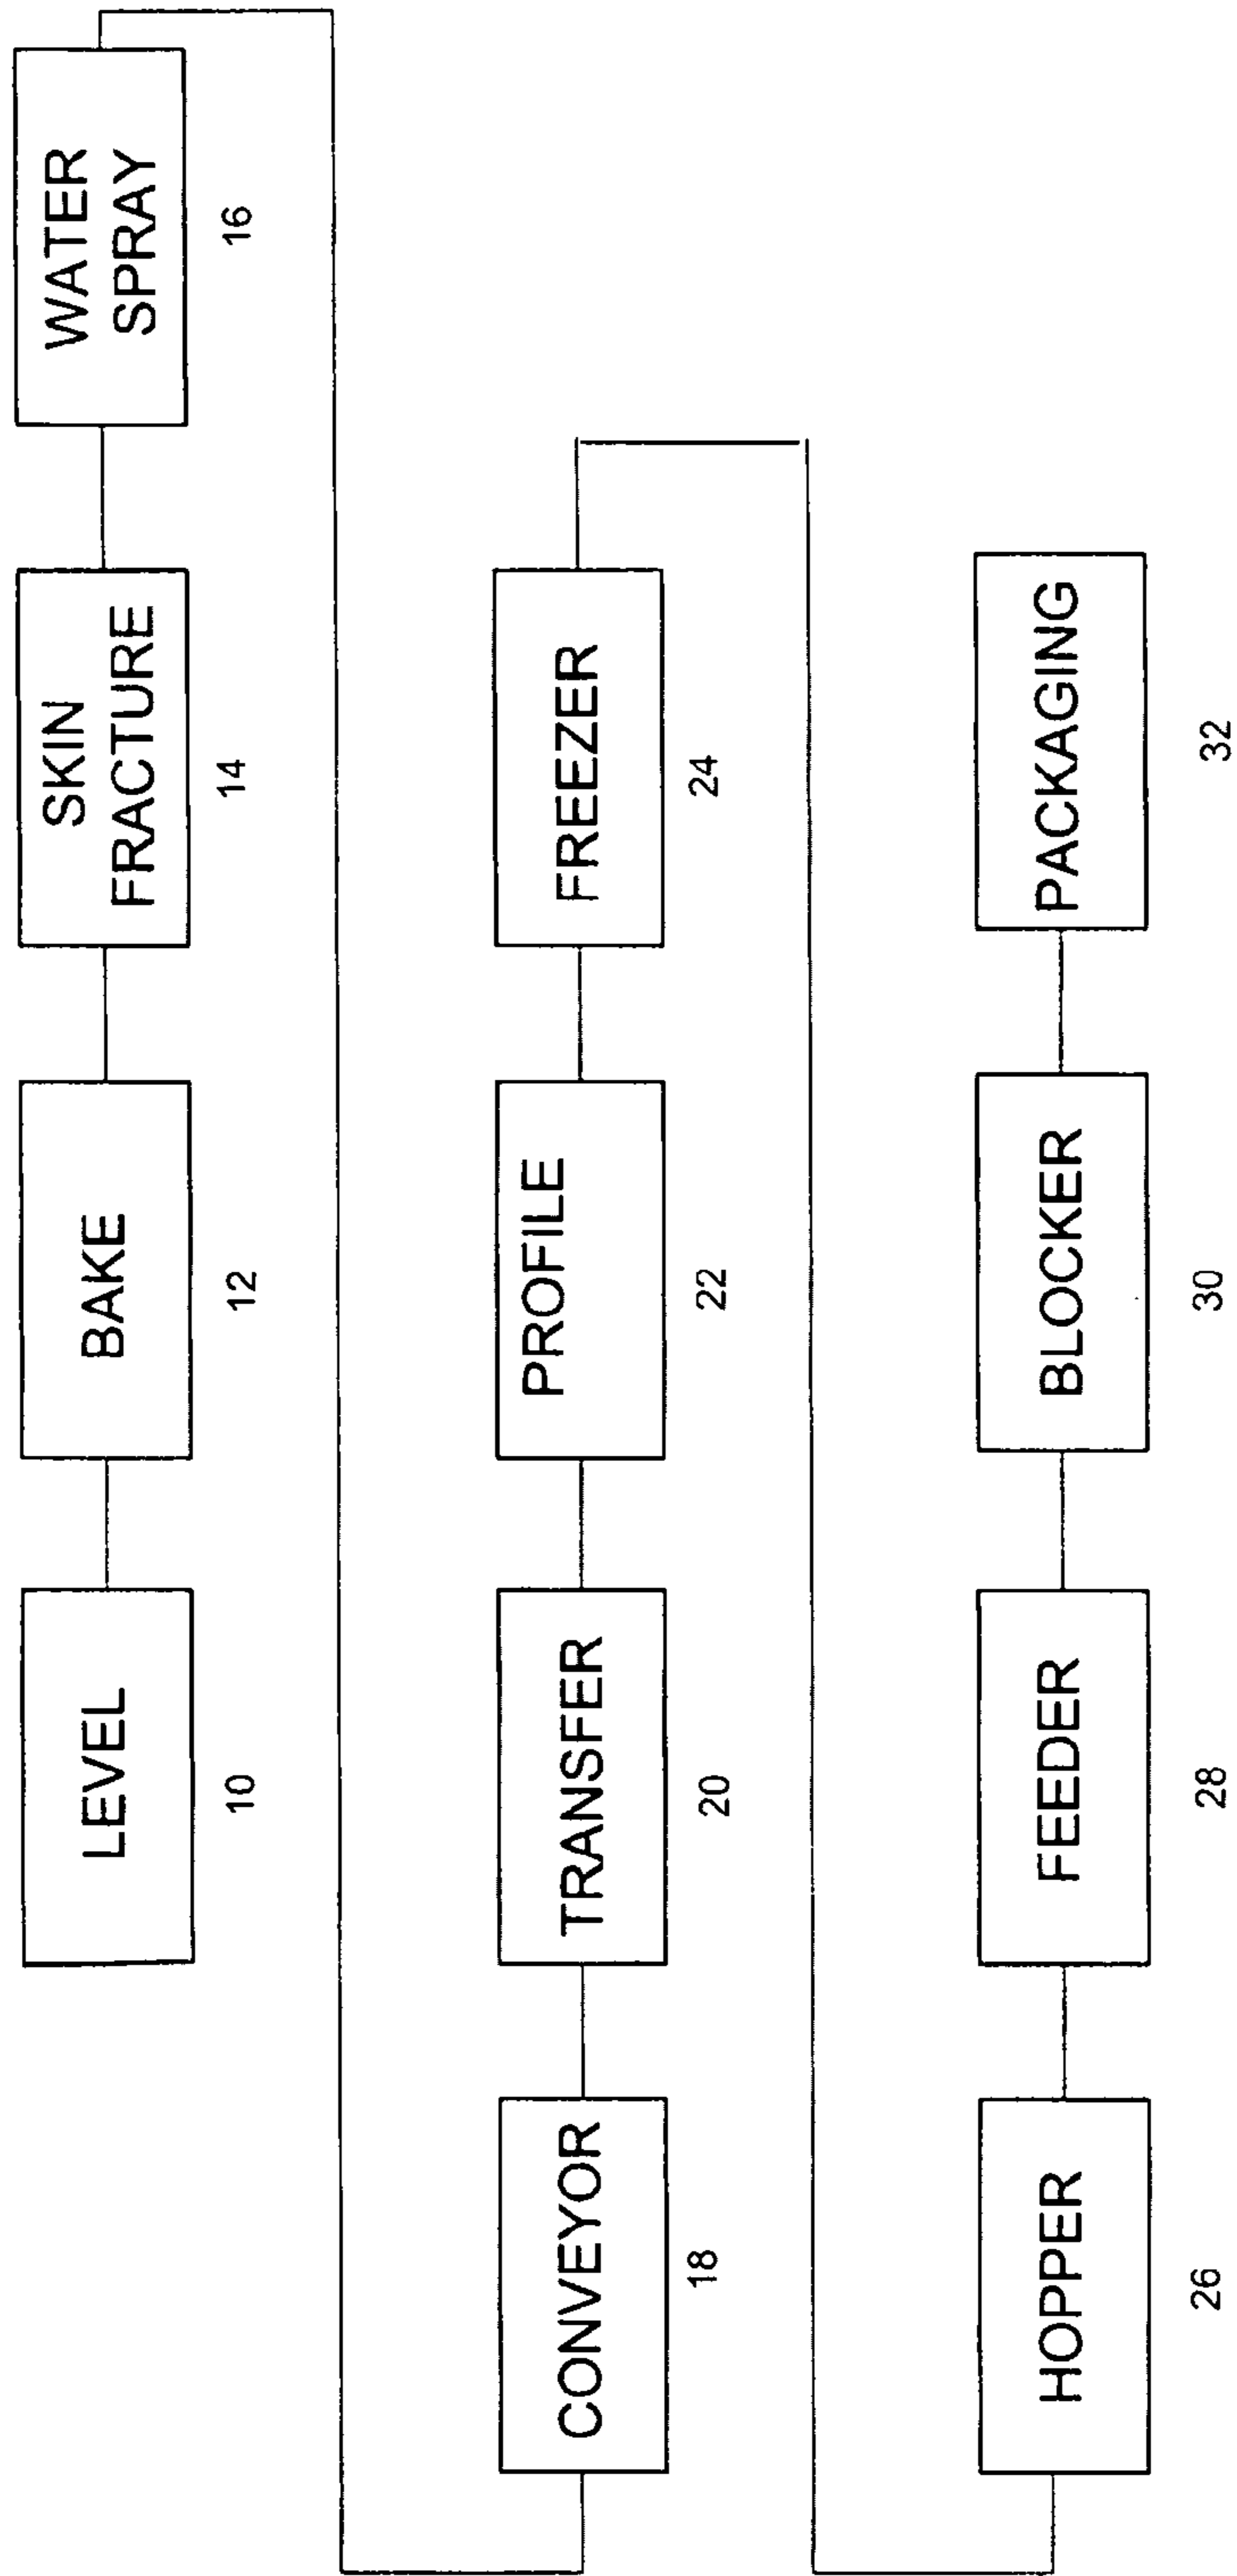 LEVEL
10
BAKE
12
SKIN
FRACTURE
14
WATER
SPRAY
16
CONVEYOR
18
TRANSFER
20
PROFILE
22
FREEZER
24
HOPPER
26
FEEDER
28
BLOCKER
30
PACKAGING
32